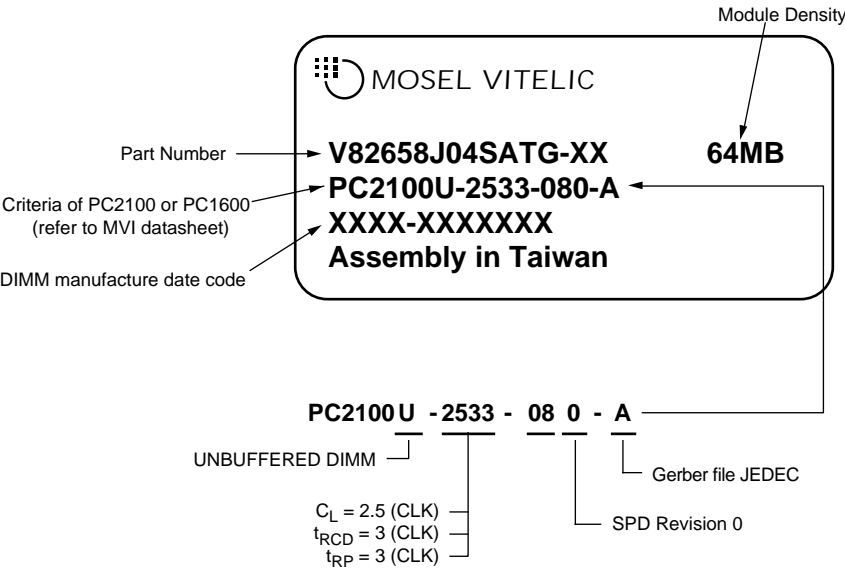 Module Density
MOSEL VITELIC
Part Number
V82658J04SATG-XX 64MB
Criteria of PC2100 or PC1600
(refer to MVI datasheet)
PC2100U-2533-080-A
XXXX-XXXXXXX
DIMM manufacture date code
Assembly in Taiwan
PC2100 U - 2533 - 08 0 - A
UNBUFFERED DIMM
Gerber file JEDEC
CL = 2.5 (CLK)
tRCD = 3 (CLK)
tRP = 3 (CLK)
SPD Revision 0